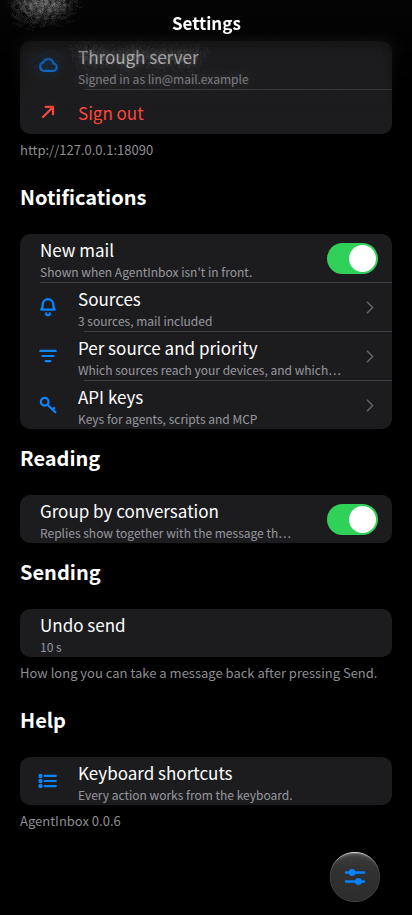 Settings
Through server
Signed in as lin@mail.example
Sign out
http://127.0.0.1:18090
Notifications
New mail
Shown when AgentInbox isn't in front.
Sources
3 sources, mail included
Per source and priority
Which sources reach your devices, and which…
API keys
Keys for agents, scripts and MCP
Reading
Group by conversation
Replies show together with the message th…
Sending
Undo send
10 s
How long you can take a message back after pressing Send.
Help
Keyboard shortcuts
Every action works from the keyboard.
AgentInbox 0.0.6